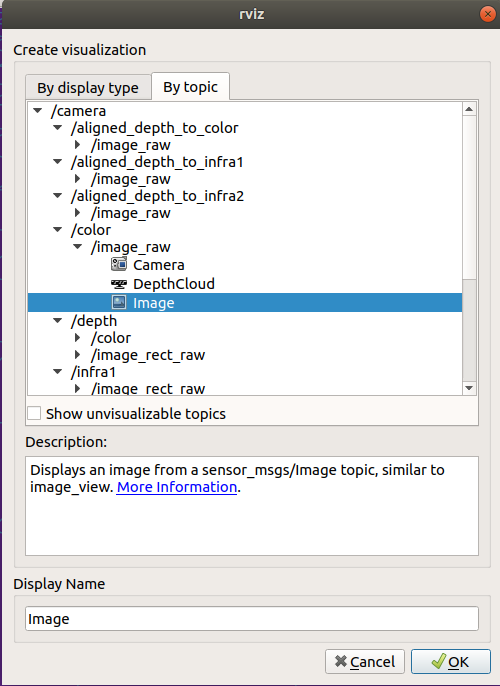 rviz
Create visualization
By display type
By topic
/camera
/aligned_depth_to_color
/image_raw
/aligned_depth_to_infra1
/image_raw
/aligned_depth_to_infra2
/image_raw
/color
/image_raw
Camera
DepthCloud
Image
/depth
/color
/image_rect_raw
/infra1
/image_rect_raw
Show unvisualizable topics
Description:
Displays an image from a sensor_msgs/Image topic, similar to
image_view. More Information.
Display Name
Image
Cancel
OK